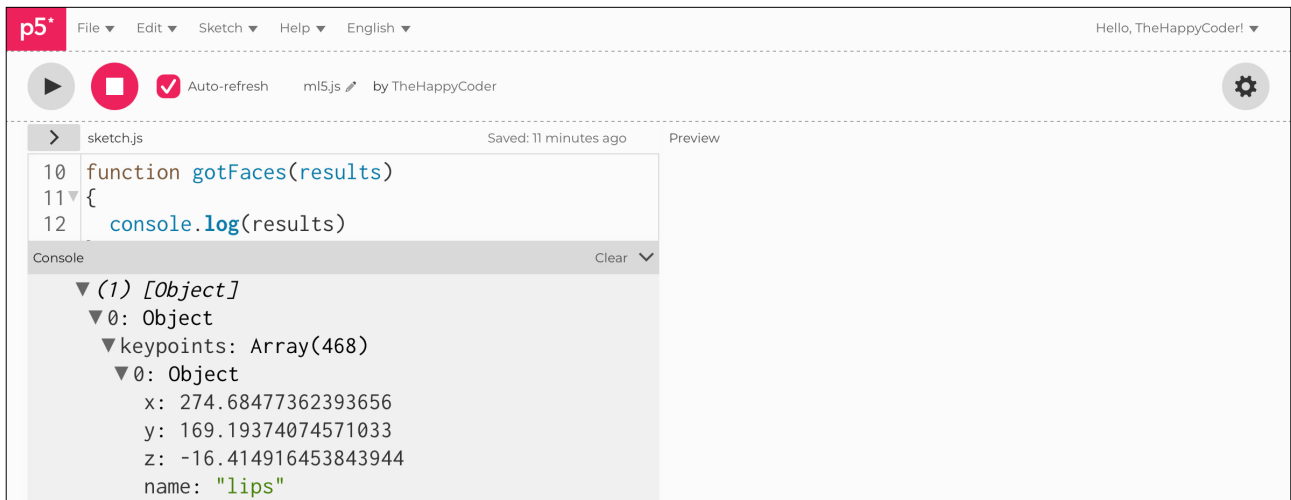 p5* File Edit Sketch Help English Hello, TheHappyCoder!
Auto-refresh ml5.js by TheHappyCoder
sketch.js Saved: 11 minutes ago Preview
10 function gotFaces(results)
11 {
12 console.log(results)
Console Clear
(1) [Object]
0: Object
keypoints: Array(468)
0: Object
x: 274.68477362393656
y: 169.19374074571033
z: -16.414916453843944
name: "lips"